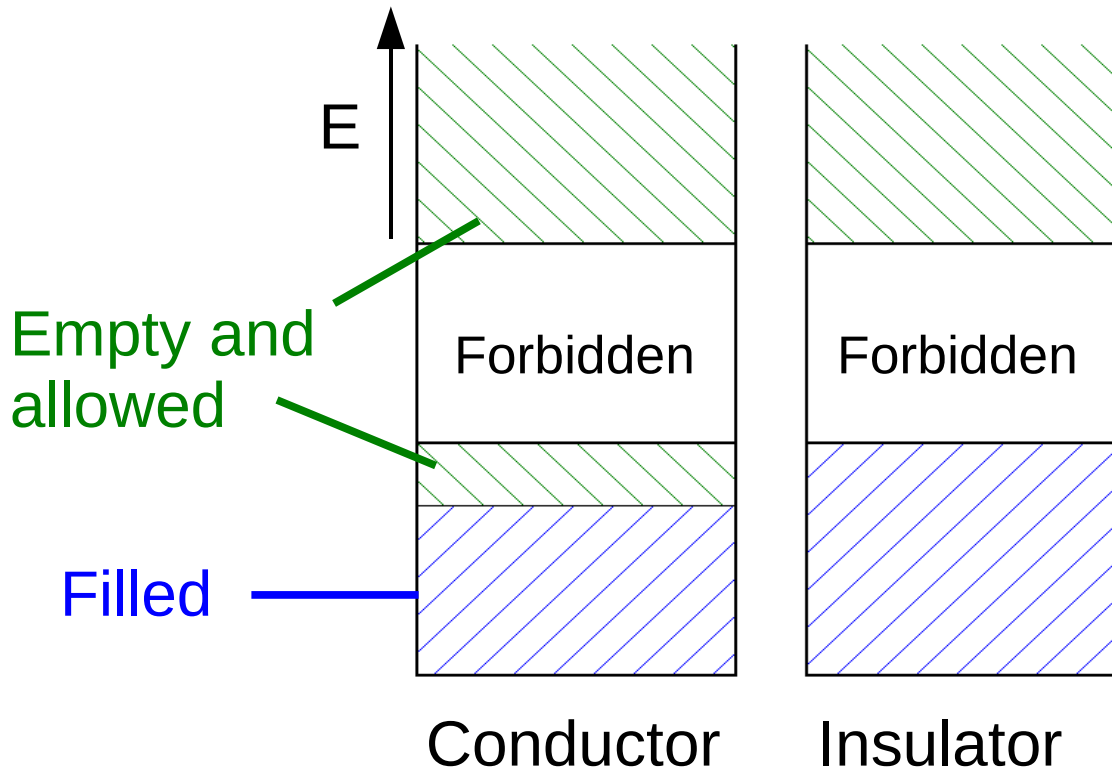 E
Empty and
allowed
Forbidden
Forbidden
Filled
Conductor
Insulator